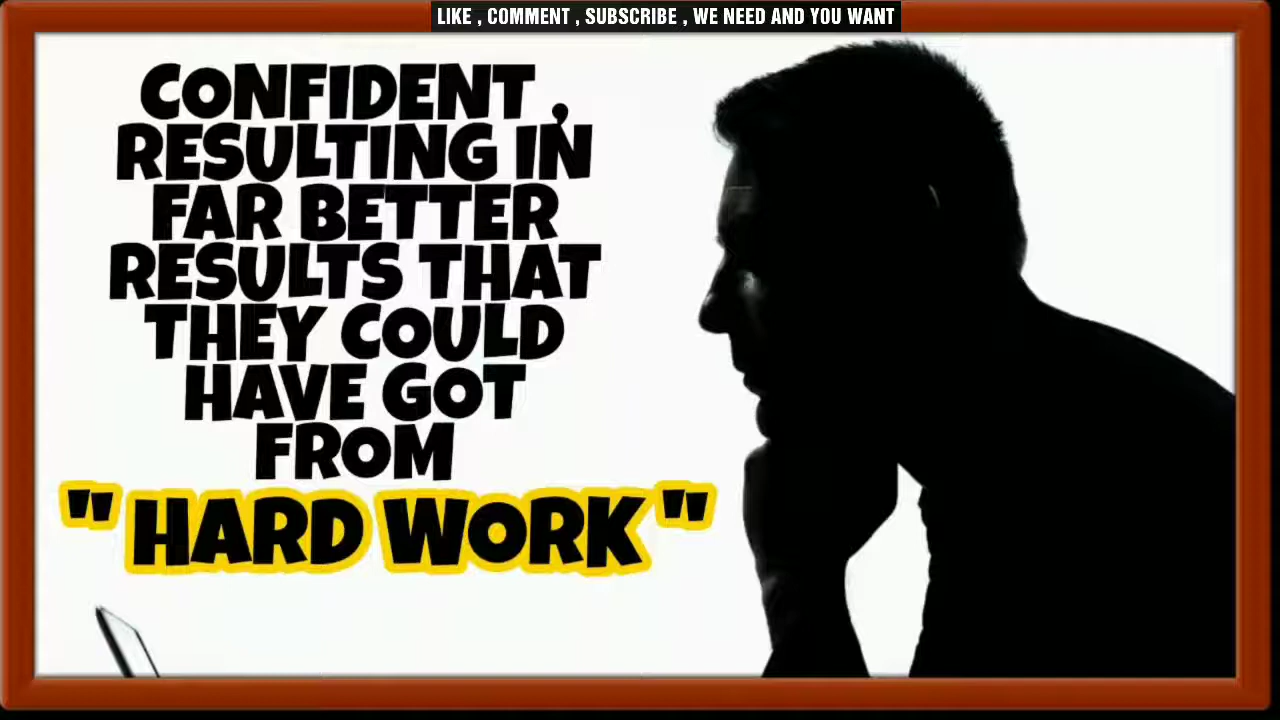 LIKE , COMMENT , SUBSCRIBE , WE NEED AND YOU WANT
CONFIDENT ,
RESULTING IN
FAR BETTER
RESULTS THAT
THEY COULD
HAVE GOT
FROM
" HARD WORK "